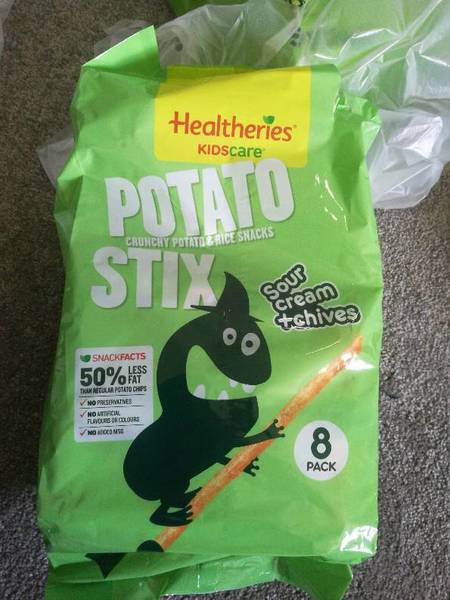 Healtheries
KIDScare
POTATO
CRUNCHY POTATO & RICE SNACKS
STIX
Sour
cream
+chives
SNACKFACTS
50% LESS
FAT
THAN REGULAR POTATO CHIPS
NO PRESERVATIVES
NO ARTIFICIAL
FLAVOURS OR COLOURS
NO ADDED MSG
8
PACK